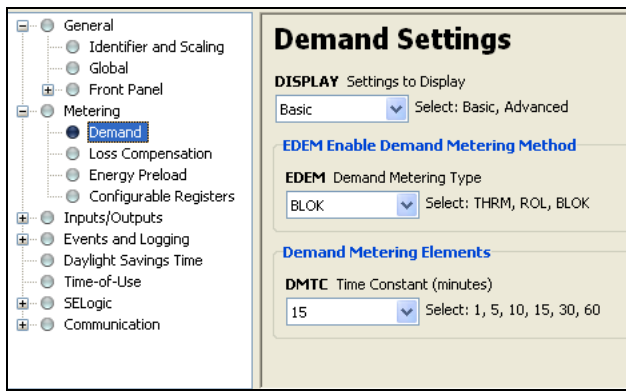 General
Identifier and Scaling
Global
Front Panel
Metering
Demand
Loss Compensation
Energy Preload
Configurable Registers
Inputs/Outputs
Events and Logging
Daylight Savings Time
Time-of-Use
SELogic
Communication
Demand Settings
DISPLAY Settings to Display
Basic Select: Basic, Advanced
EDEM Enable Demand Metering Method
EDEM Demand Metering Type
BLOK Select: THRM, ROL, BLOK
Demand Metering Elements
DMTC Time Constant (minutes)
15 Select: 1, 5, 10, 15, 30, 60